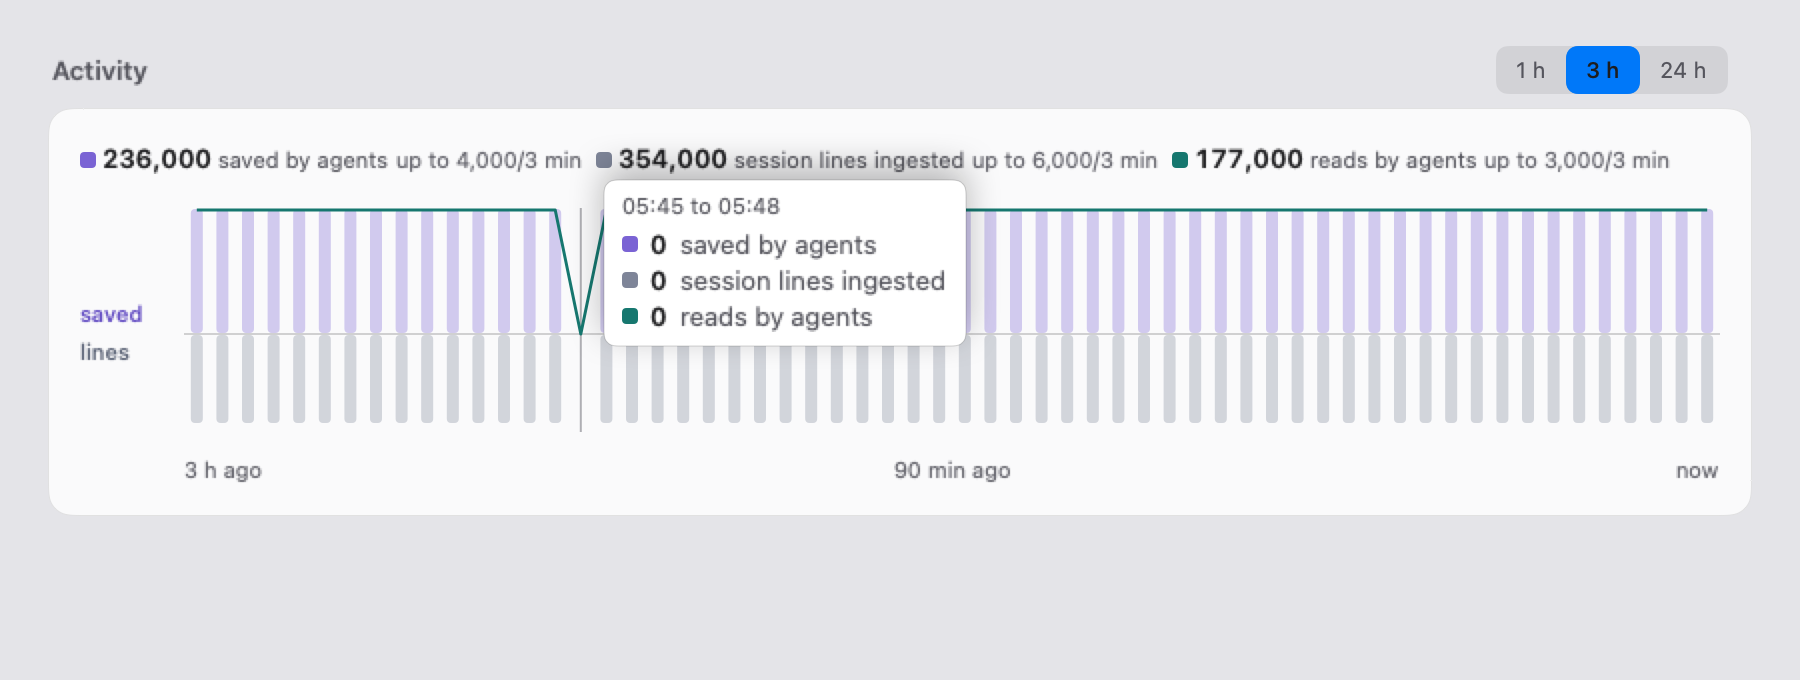 Activity
1 h 3 h 24 h
236,000 saved by agents up to 4,000/3 min 354,000 session lines ingested up to 6,000/3 min 177,000 reads by agents up to 3,000/3 min
05:45 to 05:48
0 saved by agents
0 session lines ingested
0 reads by agents
saved
lines
3 h ago 90 min ago now